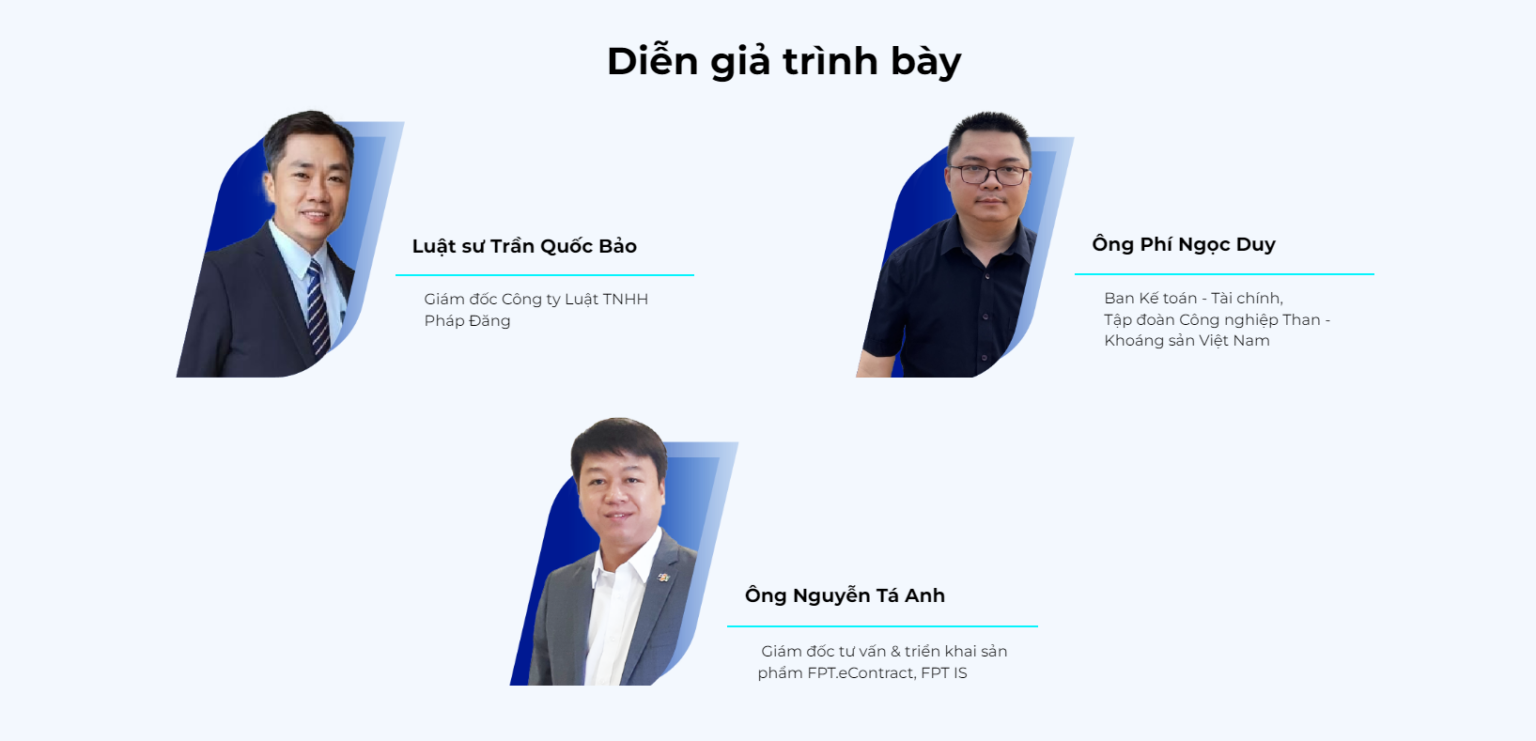 Diễn giả trình bày
Luật sư Trần Quốc Bảo
Giám đốc Công ty Luật TNHH
Pháp Đăng
Ông Phí Ngọc Duy
Ban Kế toán - Tài chính,
Tập đoàn Công nghiệp Than -
Khoáng sản Việt Nam
Ông Nguyễn Tá Anh
Giám đốc tư vấn & triển khai sản
phẩm FPT.eContract, FPT IS